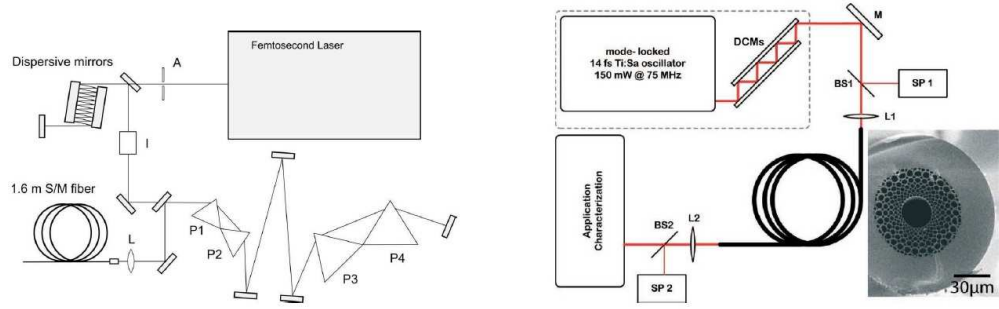 Femtosecond Laser
Dispersive mirrors
A
I
1.6 m S/M fiber
L
P1
P2
P3
P4
mode- locked
14 fs Ti:Sa oscillator
150 mW @ 75 MHz
DCMs
M
BS1
SP 1
L1
Application
Characterization
BS2
L2
SP 2
30µm